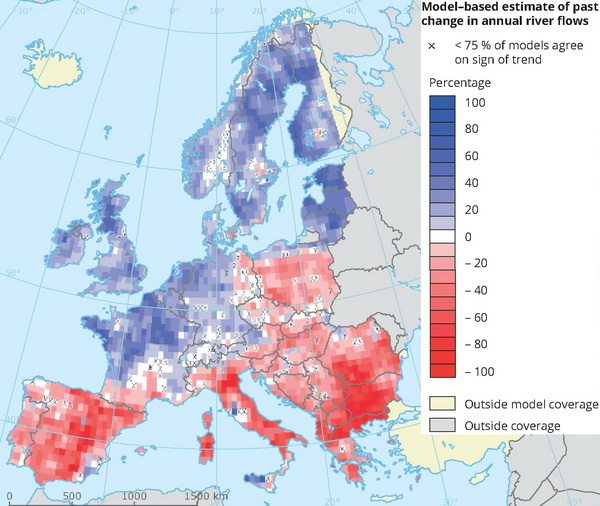 Model–based estimate of past
change in annual river flows
× < 75 % of models agree
on sign of trend
Percentage
100
80
60
40
20
0
– 20
– 40
– 60
– 80
– 100
Outside model coverage
Outside coverage
-30°
-20°
60°
50°
40°
0 500 1000 1500 km